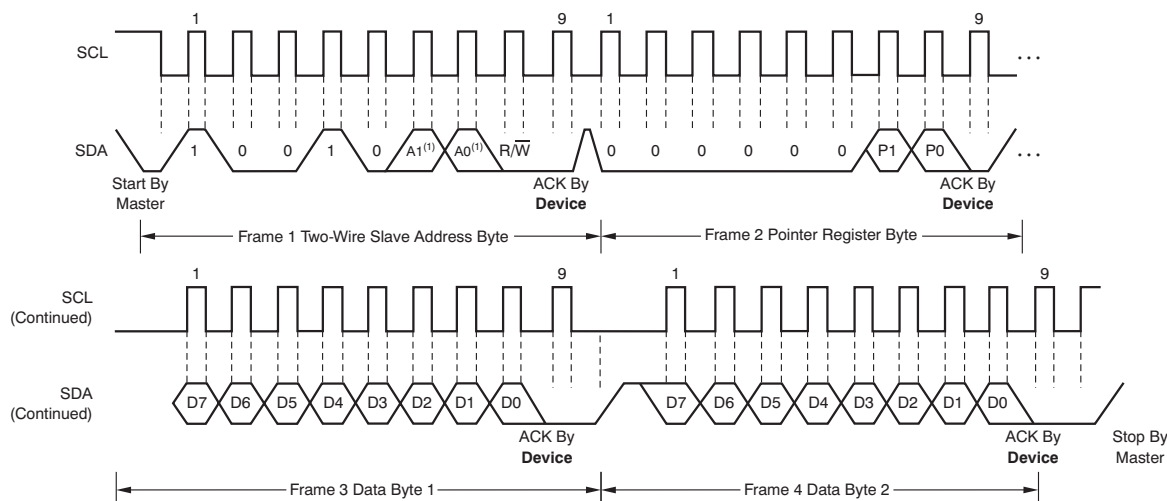 1 9 1 9
SCL ...
SDA 1 0 0 1 0 A1(1) A0(1) R/W̅ 0 0 0 0 0 0 P1 P0 ...
Start By Master ACK By Device ACK By Device
Frame 1 Two-Wire Slave Address Byte Frame 2 Pointer Register Byte
1 9 1 9
SCL (Continued)
SDA (Continued) D7 D6 D5 D4 D3 D2 D1 D0 D7 D6 D5 D4 D3 D2 D1 D0
ACK By Device ACK By Device Stop By Master
Frame 3 Data Byte 1 Frame 4 Data Byte 2